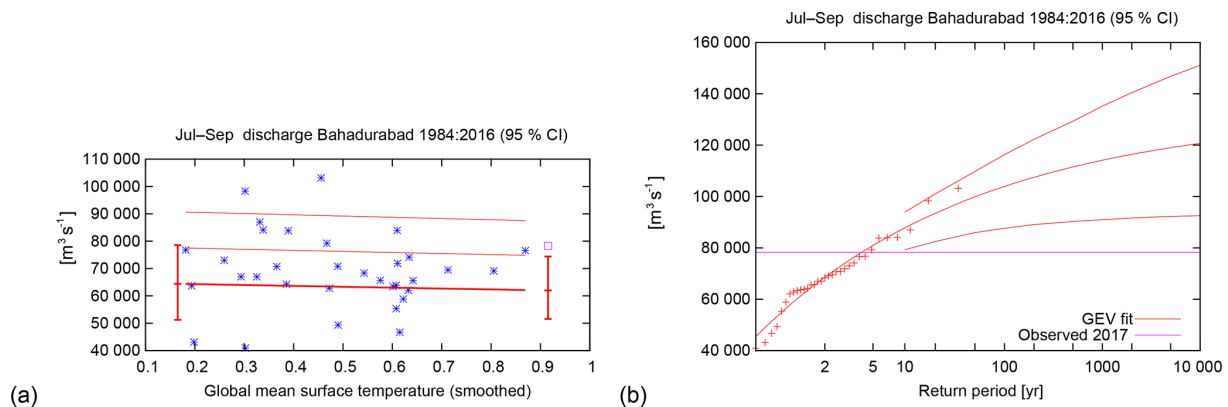 Jul–Sep discharge Bahadurabad 1984:2016 (95 % CI)
110 000
100 000
90 000
80 000
70 000
60 000
50 000
40 000
[m³ s⁻¹]
0.1 0.2 0.3 0.4 0.5 0.6 0.7 0.8 0.9 1
Global mean surface temperature (smoothed)
(a)
Jul–Sep discharge Bahadurabad 1984:2016 (95 % CI)
160 000
140 000
120 000
100 000
80 000
60 000
40 000
[m³ s⁻¹]
GEV fit
Observed 2017
2 5 10 100 1000 10 000
Return period [yr]
(b)